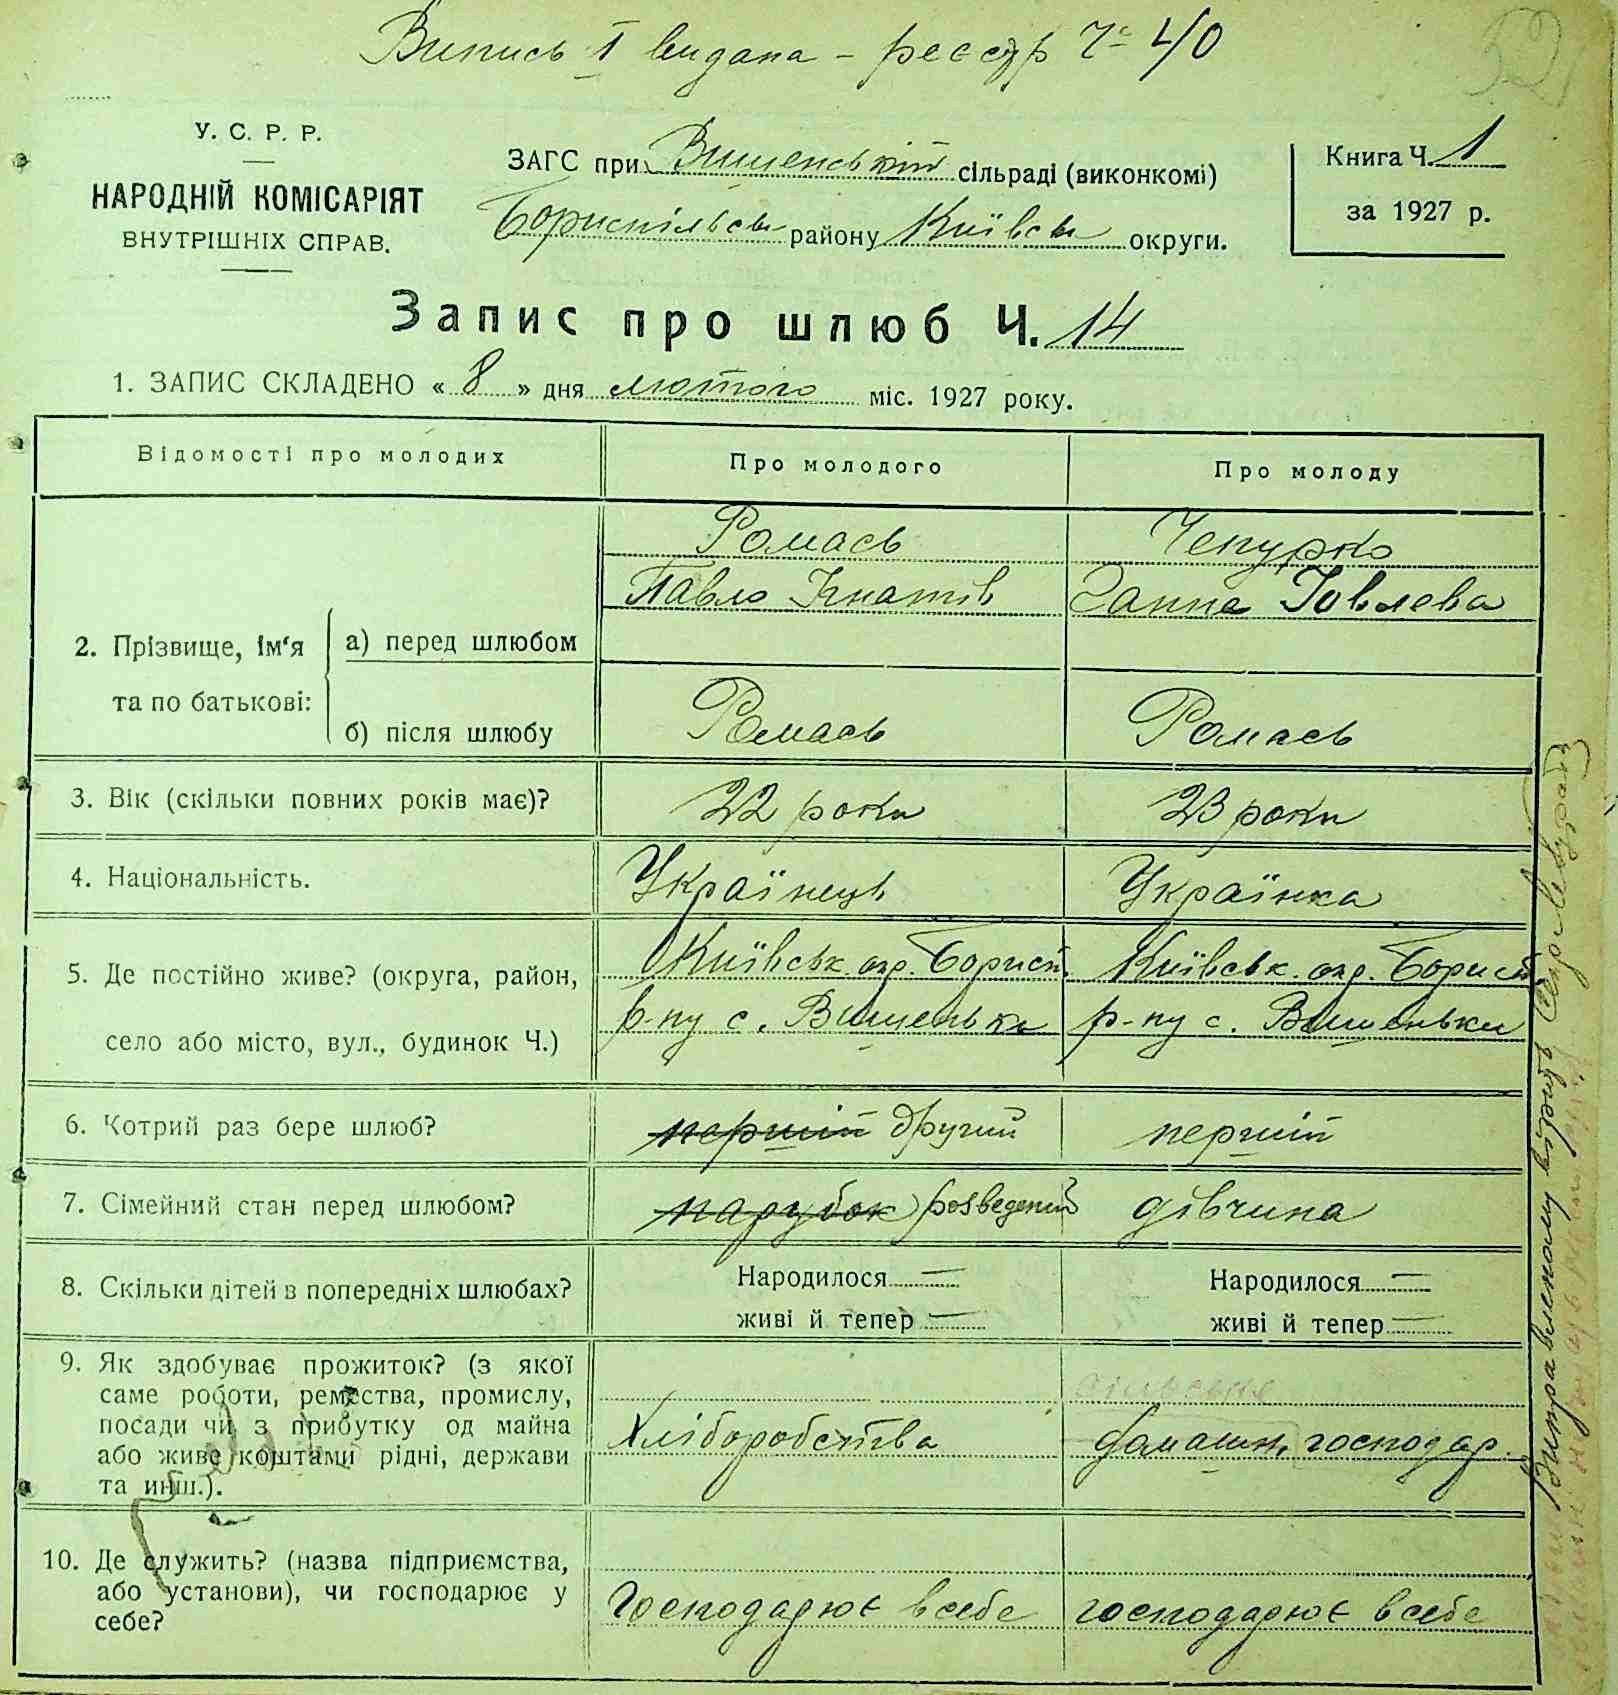 Випись І видана – реєстр Ч 40
52
У. С. Р. Р.
НАРОДНІЙ КОМІСАРІЯТ
ВНУТРІШНІХ СПРАВ.
ЗАГС при Вишенській сільраді (виконкомі)
Бориспільськ району Київськ округи.
Книга Ч. 1
за 1927 р.
Запис про шлюб Ч. 14
1. ЗАПИС СКЛАДЕНО « 8 » дня лютого міс. 1927 року.
Відомості про молодих
Про молодого
Про молоду
2. Прізвище, ім‘я
та по батькові:
а) перед шлюбом
Ромась
Павло Ігнатів
Чепурко
Ганна Іовлева
б) після шлюбу
Ромась
Ромась
3. Вік (скільки повних років має)?
22 роки
23 роки
4. Національність.
Українець
Українка
5. Де постійно живе? (округа, район,
село або місто, вул., будинок Ч.)
Київськ. окр. Борисп.
р-ну с. Вишеньки
Київськ. окр. Борисп
р-ну с. Вишеньки
6. Котрий раз бере шлюб?
перший другий
перший
7. Сімейний стан перед шлюбом?
парубок розведений
дівчина
8. Скільки дітей в попередніх шлюбах?
Народилося —
живі й тепер —
Народилося —
живі й тепер —
9. Як здобуває прожиток? (з якої
саме роботи, ремества, промислу,
посади чи з прибутку од майна
або живе коштами рідні, держави
та инш.).
Хліборобства
домашн. господар.
10. Де служить? (назва підприємства,
або установи), чи господарює у
себе?
господарює в себе
господарює в себе
Виправленому вірить